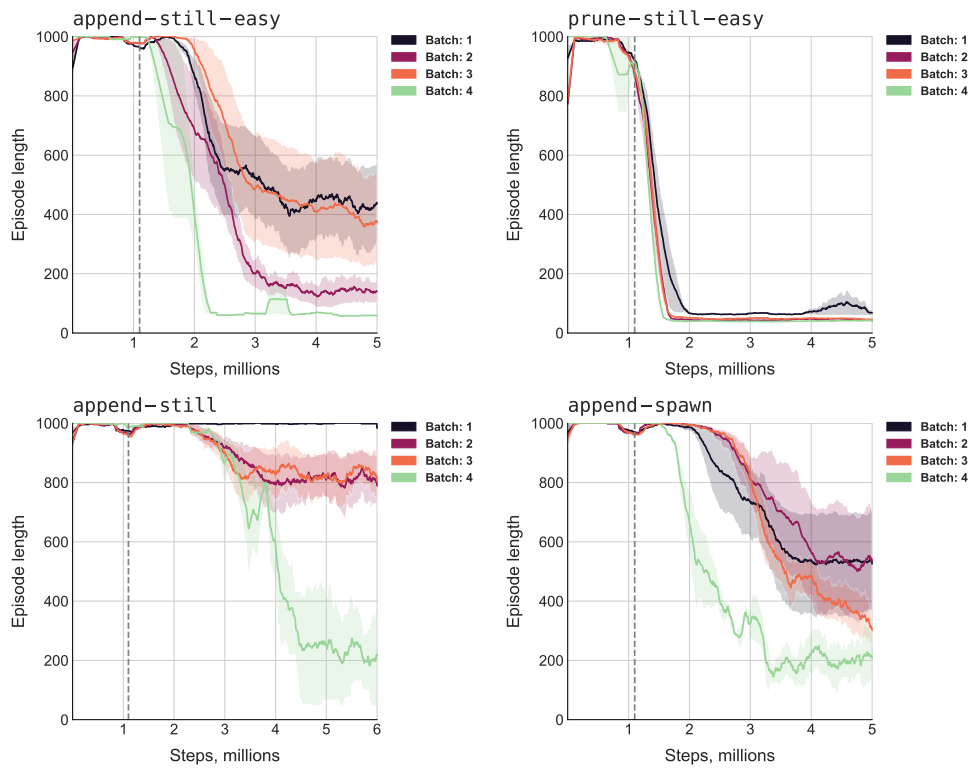 append-still-easy
Episode length
1000
800
600
400
200
0
1
2
3
4
5
Steps, millions
Batch: 1
Batch: 2
Batch: 3
Batch: 4
prune-still-easy
Episode length
1000
800
600
400
200
0
1
2
3
4
5
Steps, millions
Batch: 1
Batch: 2
Batch: 3
Batch: 4
append-still
Episode length
1000
800
600
400
200
0
1
2
3
4
5
6
Steps, millions
Batch: 1
Batch: 2
Batch: 3
Batch: 4
append-spawn
Episode length
1000
800
600
400
200
0
1
2
3
4
5
Steps, millions
Batch: 1
Batch: 2
Batch: 3
Batch: 4